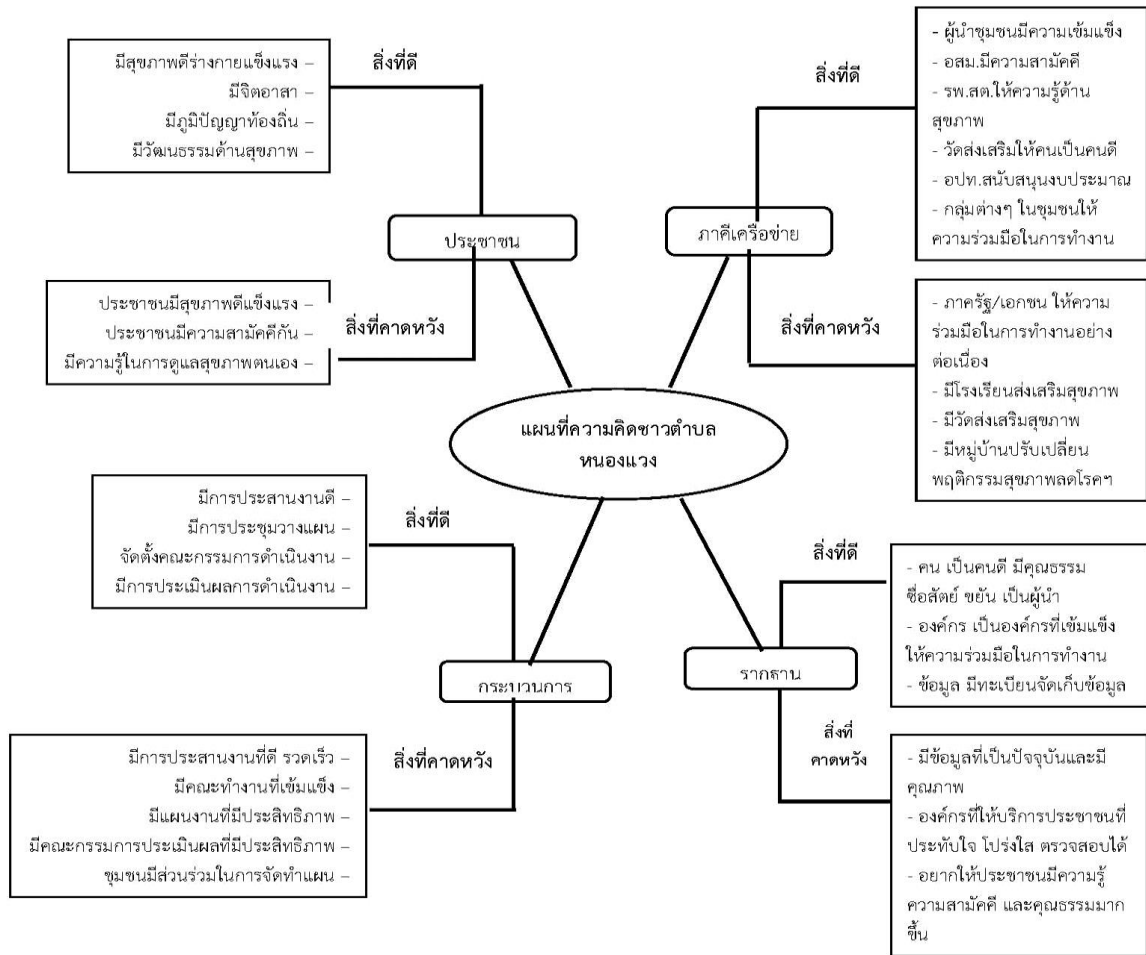 มีสุขภาพดีร่างกายแข็งแรง –
มีจิตอาสา –
มีภูมิปัญญาท้องถิ่น –
มีวัฒนธรรมด้านสุขภาพ –
สิ่งที่ดี
ประชาชน
ประชาชนมีสุขภาพดีแข็งแรง –
ประชาชนมีความสามัคคีกัน –
มีความรู้ในการดูแลสุขภาพตนเอง –
สิ่งที่คาดหวัง
สิ่งที่ดี
- ผู้นำชุมชนมีความเข้มแข็ง
- อสม.มีความสามัคคี
- รพ.สต.ให้ความรู้ด้าน
สุขภาพ
- วัดส่งเสริมให้คนเป็นคนดี
- อปท.สนับสนุนงบประมาณ
- กลุ่มต่างๆ ในชุมชนให้
ความร่วมมือในการทำงาน
ภาคีเครือข่าย
สิ่งที่คาดหวัง
- ภาครัฐ/เอกชน ให้ความ
ร่วมมือในการทำงานอย่าง
ต่อเนื่อง
- มีโรงเรียนส่งเสริมสุขภาพ
- มีวัดส่งเสริมสุขภาพ
- มีหมู่บ้านปรับเปลี่ยน
พฤติกรรมสุขภาพลดโรคฯ
แผนที่ความคิดชาวตำบล
หนองแวง
มีการประสานงานดี –
มีการประชุมวางแผน –
จัดตั้งคณะกรรมการดำเนินงาน –
มีการประเมินผลการดำเนินงาน –
สิ่งที่ดี
กระบวนการ
มีการประสานงานที่ดี รวดเร็ว –
มีคณะทำงานที่เข้มแข็ง –
มีแผนงานที่มีประสิทธิภาพ –
มีคณะกรรมการประเมินผลที่มีประสิทธิภาพ –
ชุมชนมีส่วนร่วมในการจัดทำแผน –
สิ่งที่คาดหวัง
สิ่งที่ดี
- คน เป็นคนดี มีคุณธรรม
ซื่อสัตย์ ขยัน เป็นผู้นำ
- องค์กร เป็นองค์กรที่เข้มแข็ง
ให้ความร่วมมือในการทำงาน
- ข้อมูล มีทะเบียนจัดเก็บข้อมูล
รากฐาน
สิ่งที่
คาดหวัง
- มีข้อมูลที่เป็นปัจจุบันและมี
คุณภาพ
- องค์กรที่ให้บริการประชาชนที่
ประทับใจ โปร่งใส ตรวจสอบได้
- อยากให้ประชาชนมีความรู้
ความสามัคคี และคุณธรรมมาก
ขึ้น